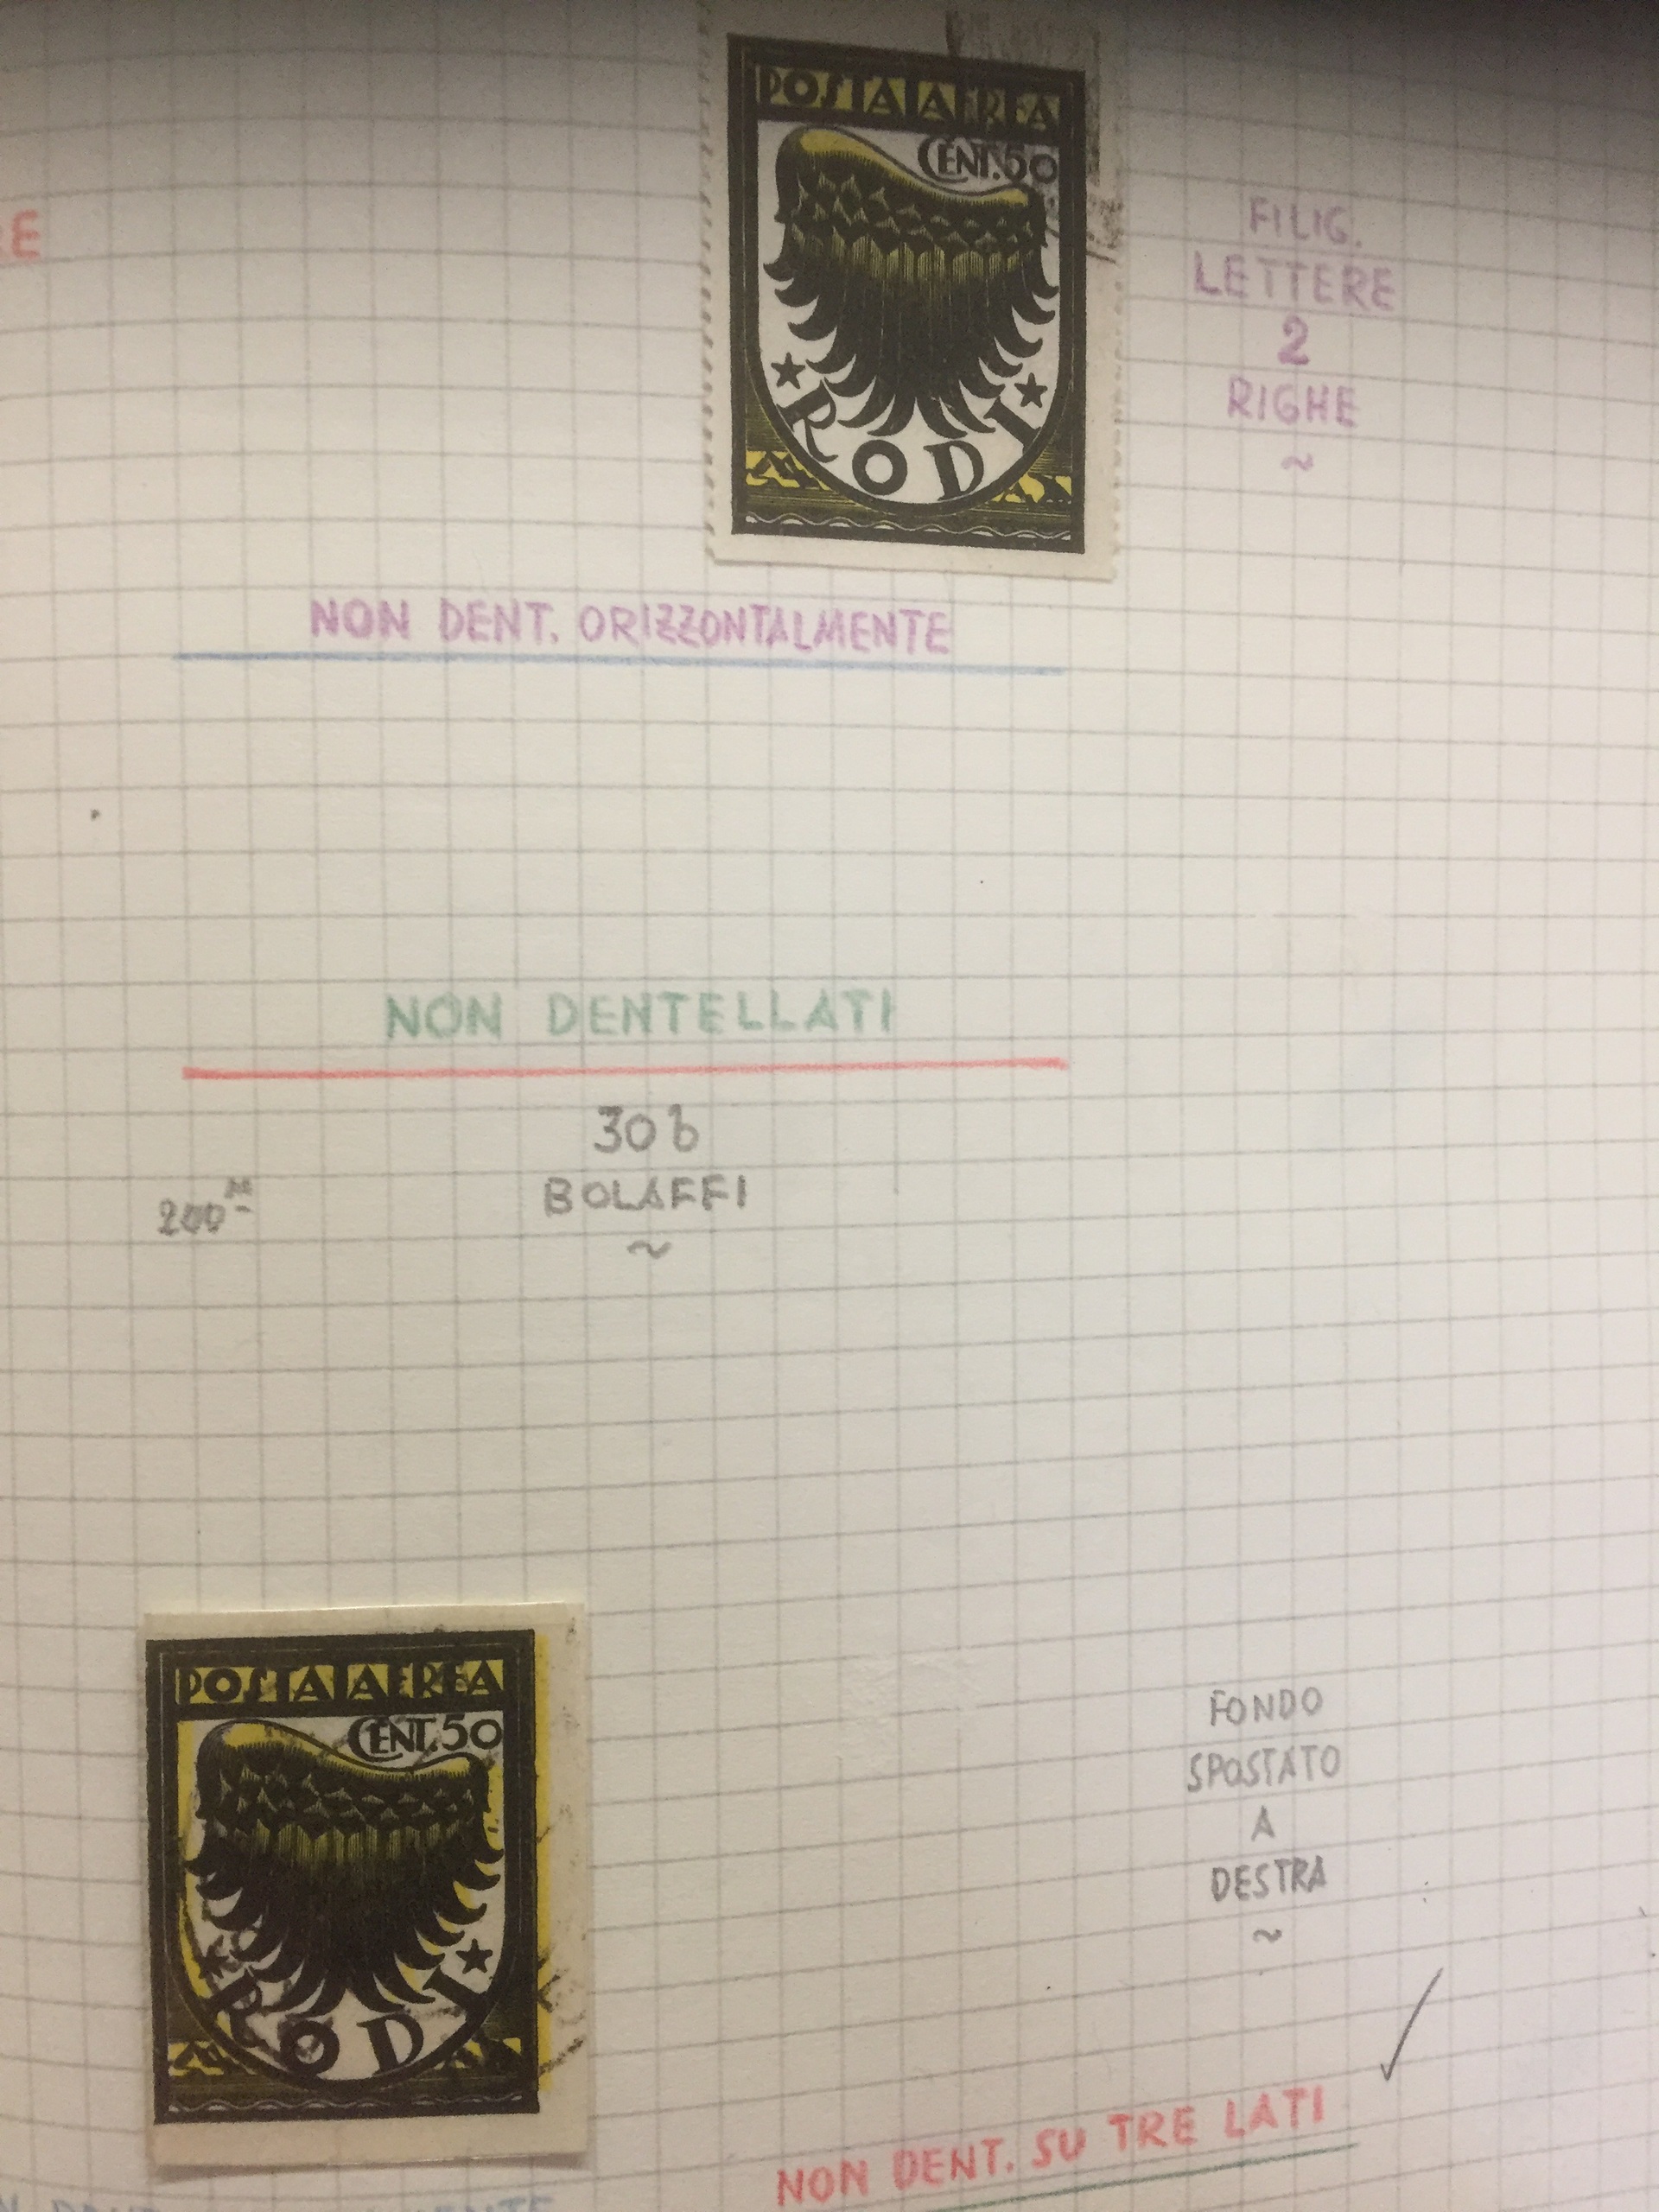 POSTA AEREA
CENT. 50
RODI
E
FILIG.
LETTERE
2
RIGHE
~
NON DENT. ORIZZONTALMENTE
NON DENTELLATI
30 b
BOLAFFI
~
200
POSTA AEREA
CENT. 50
RODI
FONDO
SPOSTATO
A
DESTRA
~
NON DENT. SU TRE LATI